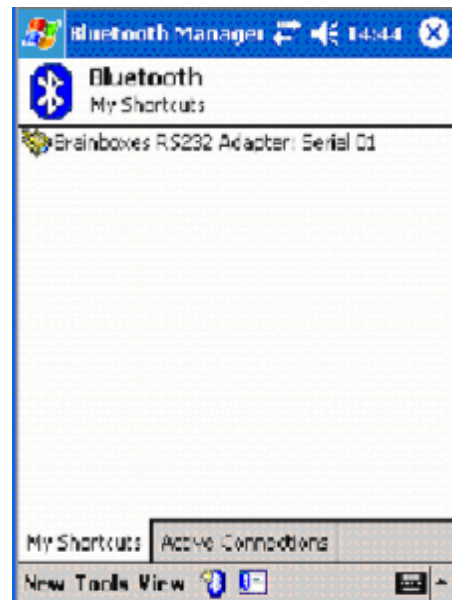 Bluetooth Manager 14:44
Bluetooth
My Shortcuts
Brainboxes RS232 Adapter: Serial 01
My Shortcuts Active Connections
New Tools View